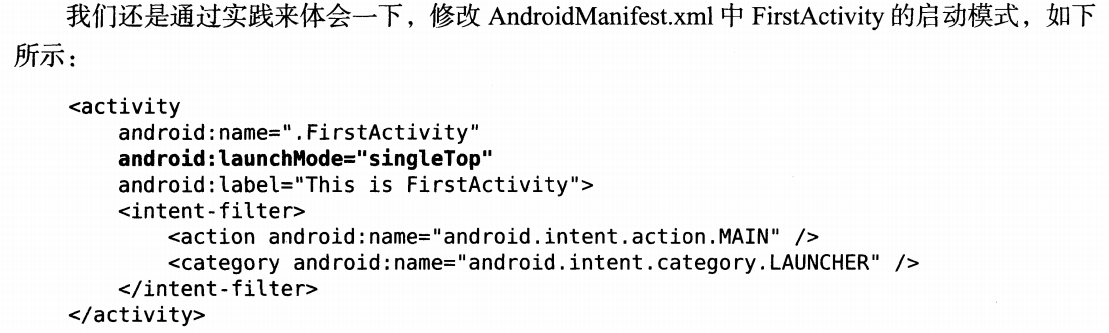 我们还是通过实践来体会一下，修改 AndroidManifest.xml 中 FirstActivity 的启动模式，如下
所示：
<activity
    android:name=".FirstActivity"
    android:launchMode="singleTop"
    android:label="This is FirstActivity">
    <intent-filter>
        <action android:name="android.intent.action.MAIN" />
        <category android:name="android.intent.category.LAUNCHER" />
    </intent-filter>
</activity>